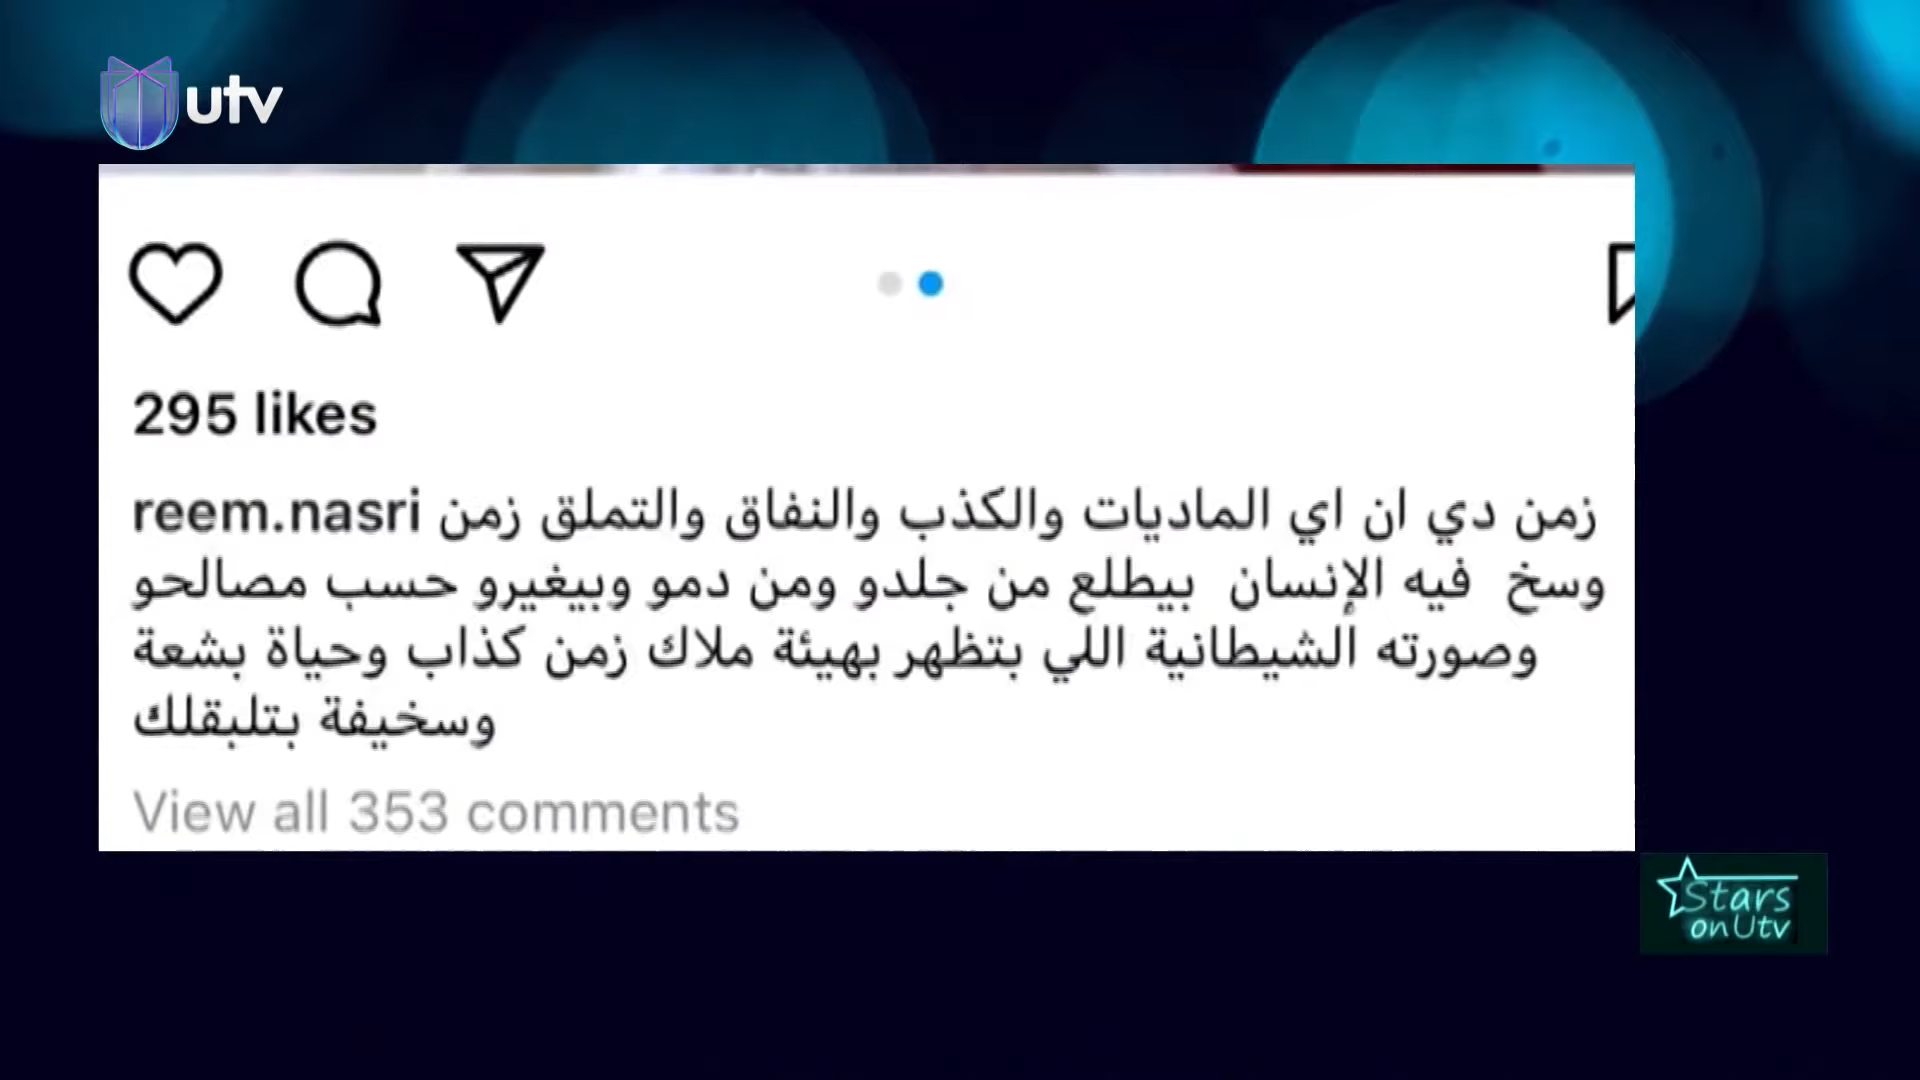 utv
295 likes
reem.nasri زمن دي ان اي الماديات والكذب والنفاق والتملق زمن
وسخ فيه الإنسان بيطلع من جلدو ومن دمو وبيغيرو حسب مصالحو
وصورته الشيطانية اللي بتظهر بهيئة ملاك زمن كذاب وحياة بشعة
وسخيفة بتلبقلك
View all 353 comments
Stars
onUtv